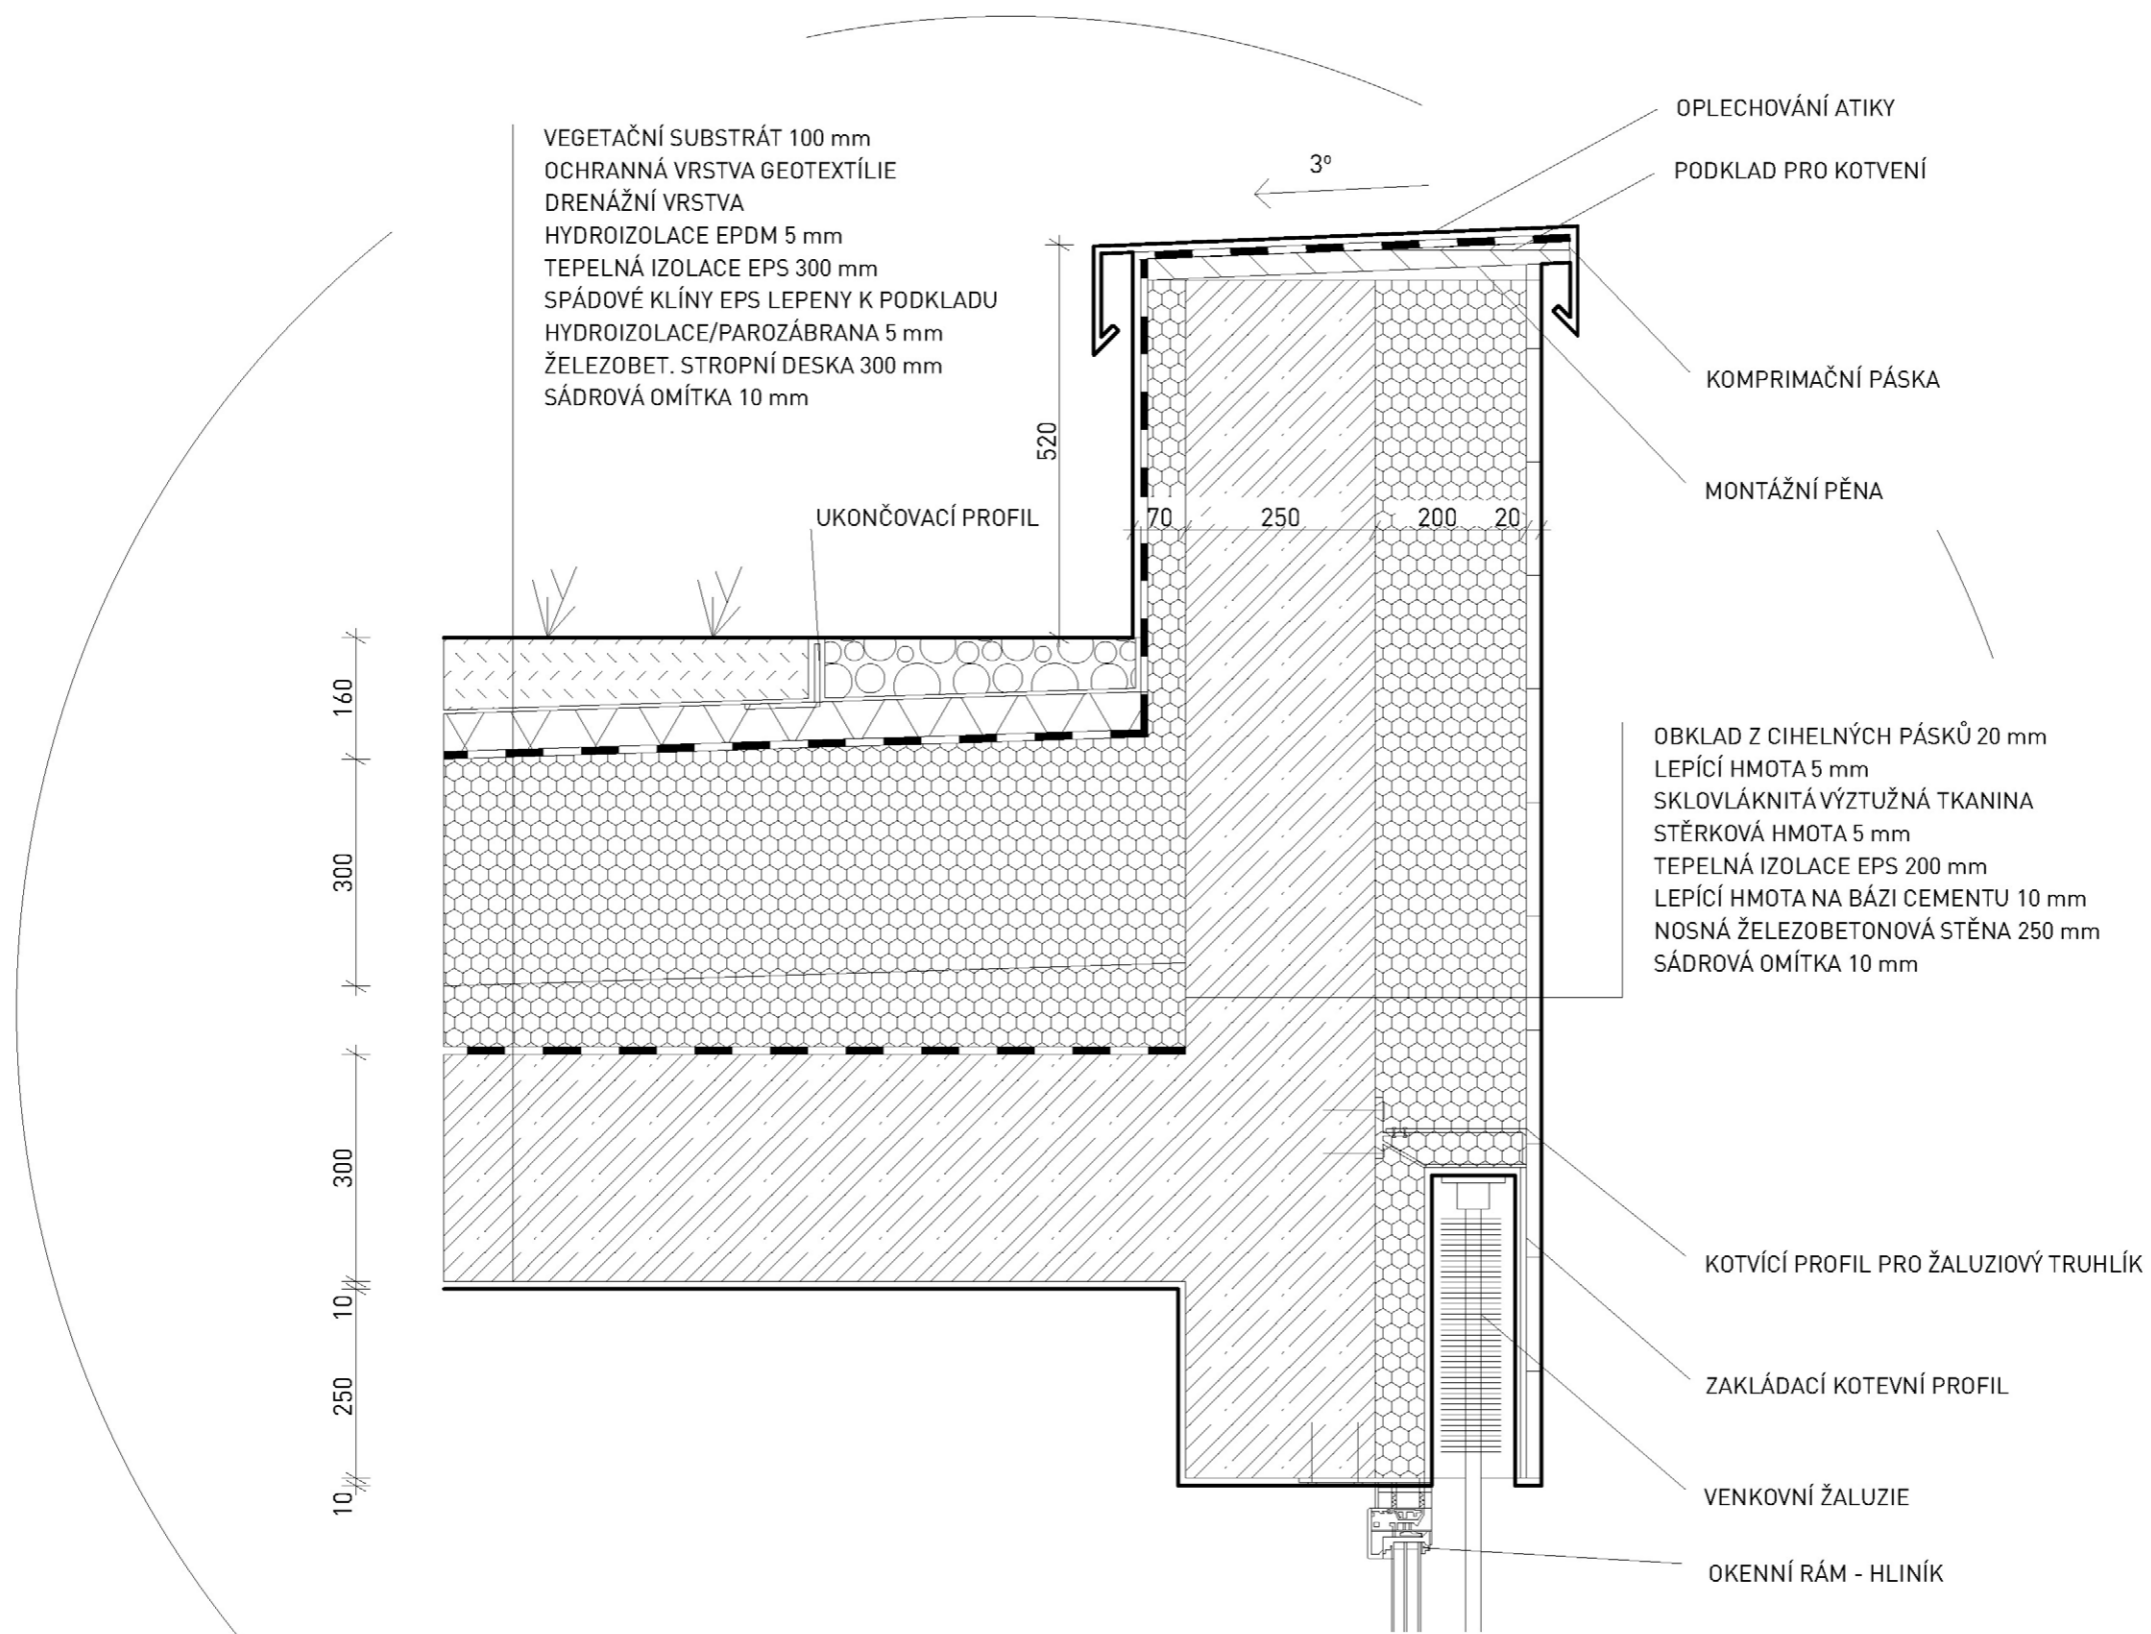 OPLECHOVÁNÍ ATIKY
VEGETAČNÍ SUBSTRÁT 100 mm
OCHRANNÁ VRSTVA GEOTEXTÍLIE
DRENÁŽNÍ VRSTVA
HYDROIZOLACE EPDM 5 mm
TEPELNÁ IZOLACE EPS 300 mm
SPÁDOVÉ KLÍNY EPS LEPENY K PODKLADU
HYDROIZOLACE/PAROZÁBRANA 5 mm
ŽELEZOBET. STROPNÍ DESKA 300 mm
SÁDROVÁ OMÍTKA 10 mm
3°
PODKLAD PRO KOTVENÍ
KOMPRIMAČNÍ PÁSKA
520
MONTÁŽNÍ PĚNA
UKONČOVACÍ PROFIL
70 250 200 20
160
300
300
10
250
10
OBKLAD Z CIHELNÝCH PÁSKŮ 20 mm
LEPÍCÍ HMOTA 5 mm
SKLOVLÁKNITÁ VÝZTUŽNÁ TKANINA
STĚRKOVÁ HMOTA 5 mm
TEPELNÁ IZOLACE EPS 200 mm
LEPÍCÍ HMOTA NA BÁZI CEMENTU 10 mm
NOSNÁ ŽELEZOBETONOVÁ STĚNA 250 mm
SÁDROVÁ OMÍTKA 10 mm
KOTVÍCÍ PROFIL PRO ŽALUZIOVÝ TRUHLÍK
ZAKLÁDACÍ KOTEVNÍ PROFIL
VENKOVNÍ ŽALUZIE
OKENNÍ RÁM - HLINÍK